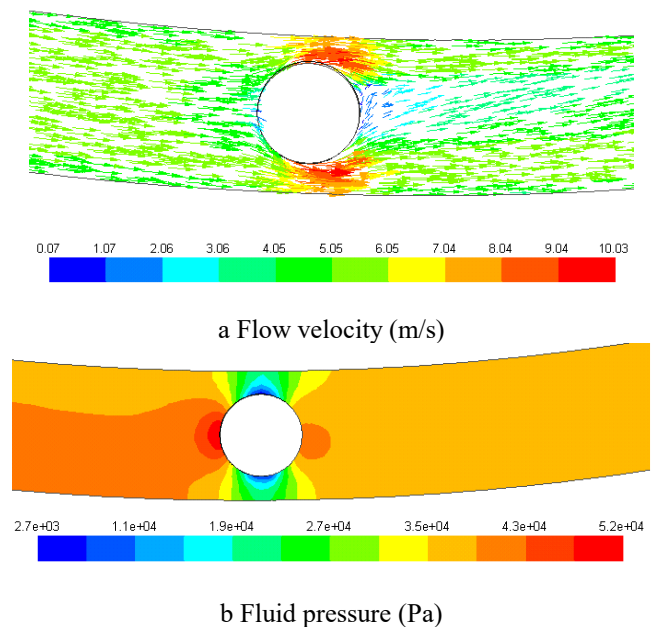 0.07 1.07 2.06 3.06 4.05 5.05 6.05 7.04 8.04 9.04 10.03
a Flow velocity (m/s)
2.7e+03 1.1e+04 1.9e+04 2.7e+04 3.5e+04 4.3e+04 5.2e+04
b Fluid pressure (Pa)